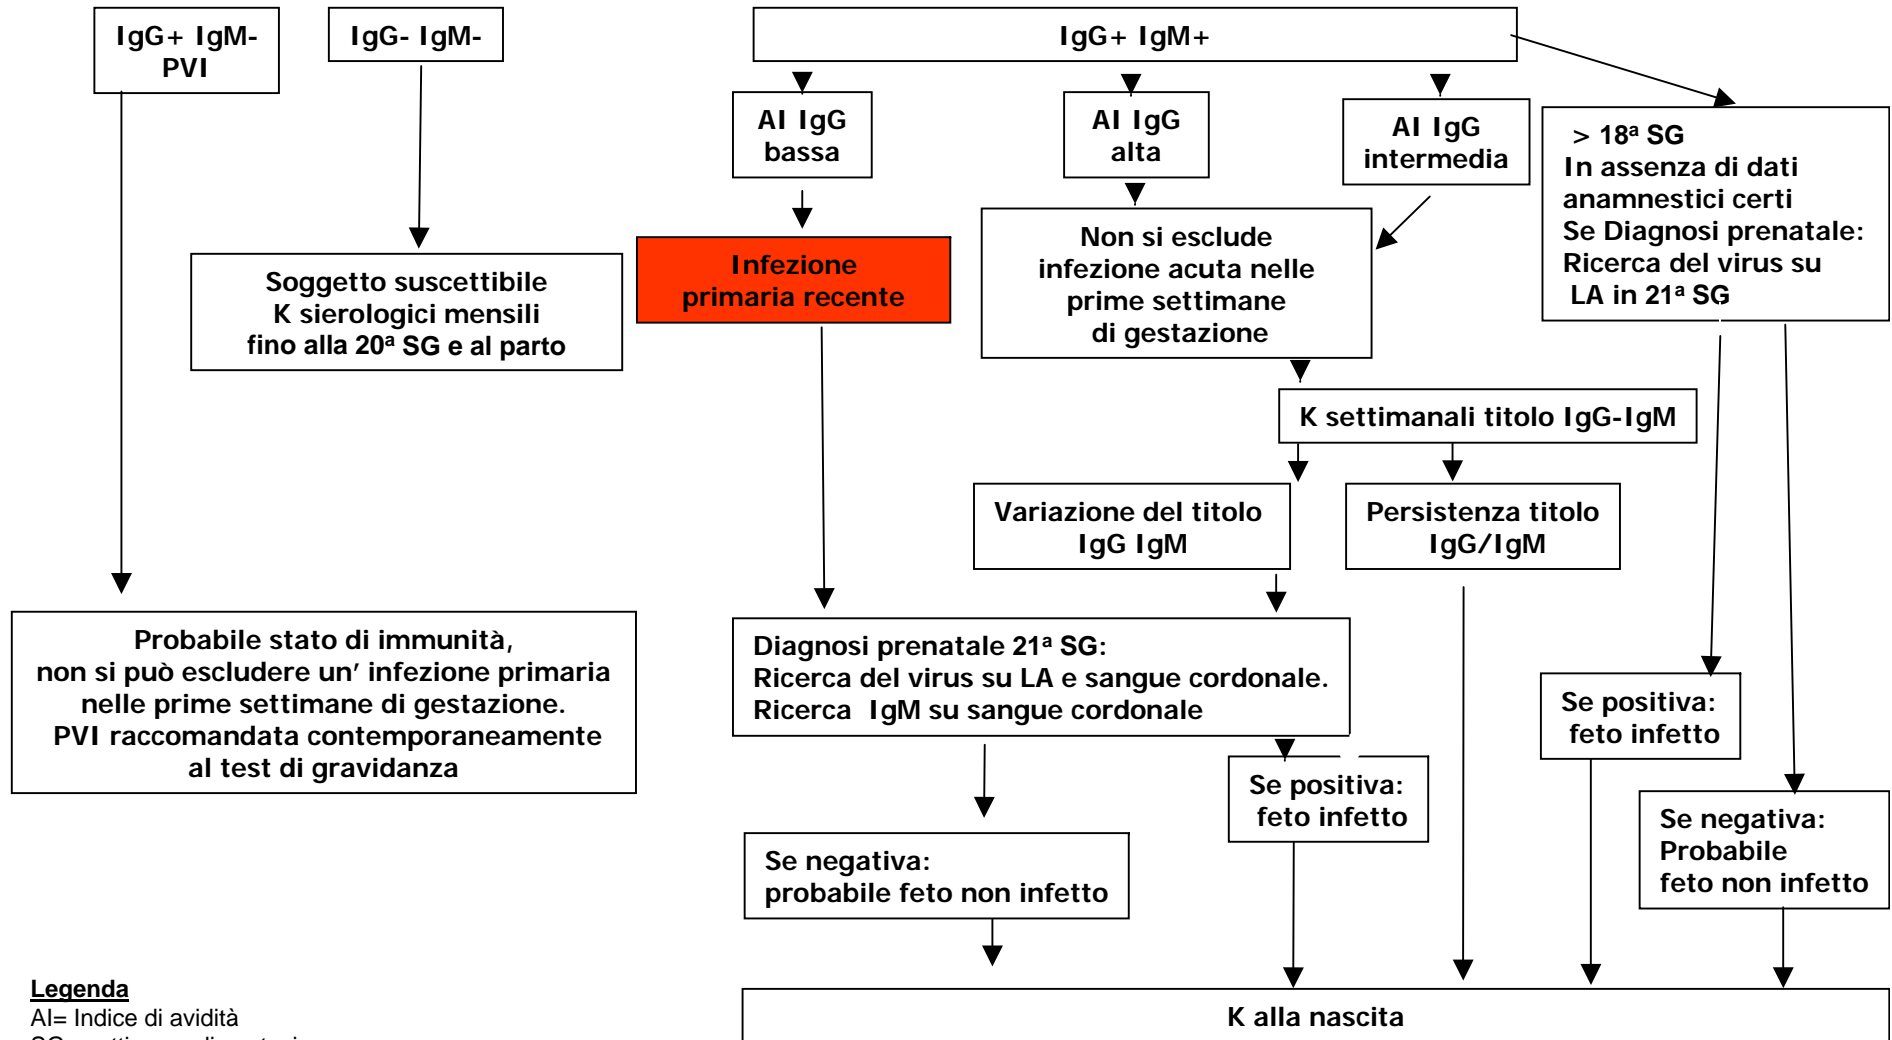 IgG+ IgM-
PVI
IgG- IgM-
IgG+ IgM+
AI IgG
bassa
AI IgG
alta
AI IgG
intermedia
> 18ª SG
In assenza di dati
anamnestici certi
Se Diagnosi prenatale:
Ricerca del virus su
LA in 21ª SG
Soggetto suscettibile
K sierologici mensili
fino alla 20ª SG e al parto
Infezione
primaria recente
Non si esclude
infezione acuta nelle
prime settimane
di gestazione
K settimanali titolo IgG-IgM
Variazione del titolo
IgG IgM
Persistenza titolo
IgG/IgM
Probabile stato di immunità,
non si può escludere un' infezione primaria
nelle prime settimane di gestazione.
PVI raccomandata contemporaneamente
al test di gravidanza
Diagnosi prenatale 21ª SG:
Ricerca del virus su LA e sangue cordonale.
Ricerca IgM su sangue cordonale
Se positiva:
feto infetto
Se positiva:
feto infetto
Se negativa:
Probabile
feto non infetto
Se negativa:
probabile feto non infetto
K alla nascita
Legenda
AI= Indice di avidità